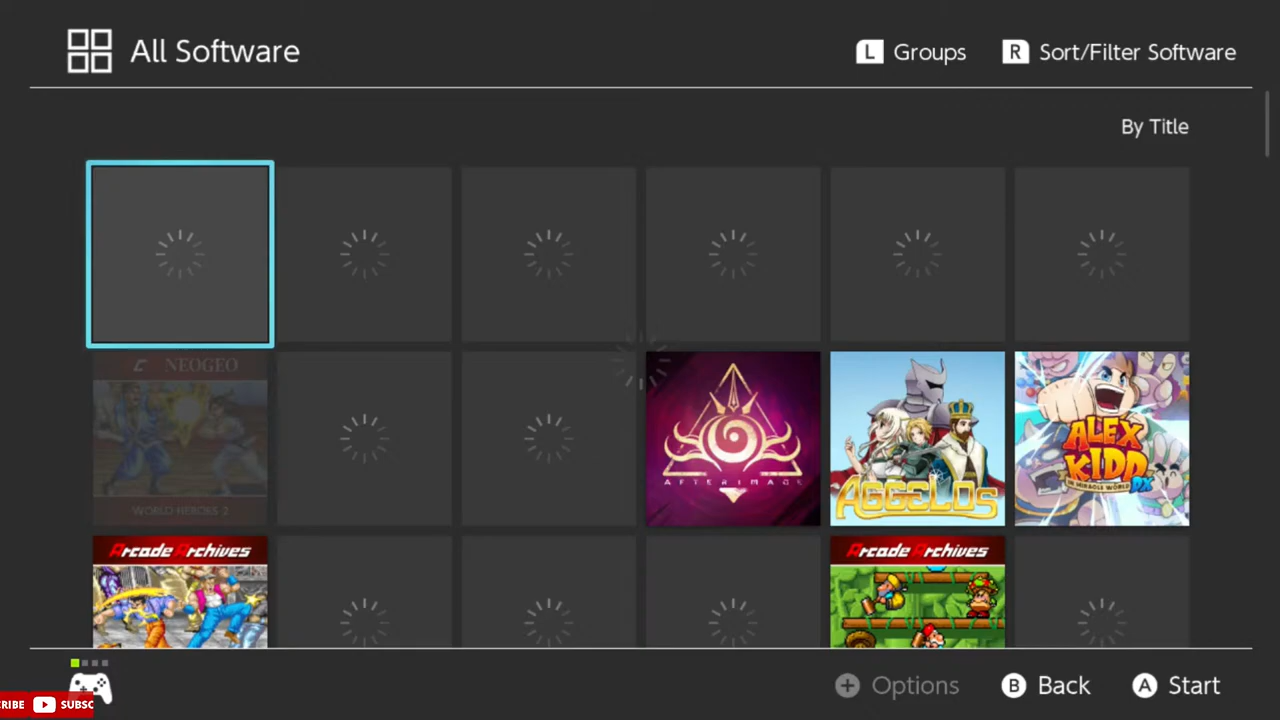 All Software
L Groups
R Sort/Filter Software
By Title
NEOGEO
WORLD HEROES 2
AFTERIMAGE
AGGELOS
ALEX
KIDD
IN MIRACLE WORLD DX
Arcade Archives
Arcade Archives
+ Options
B Back
A Start
RIBE SUBSC